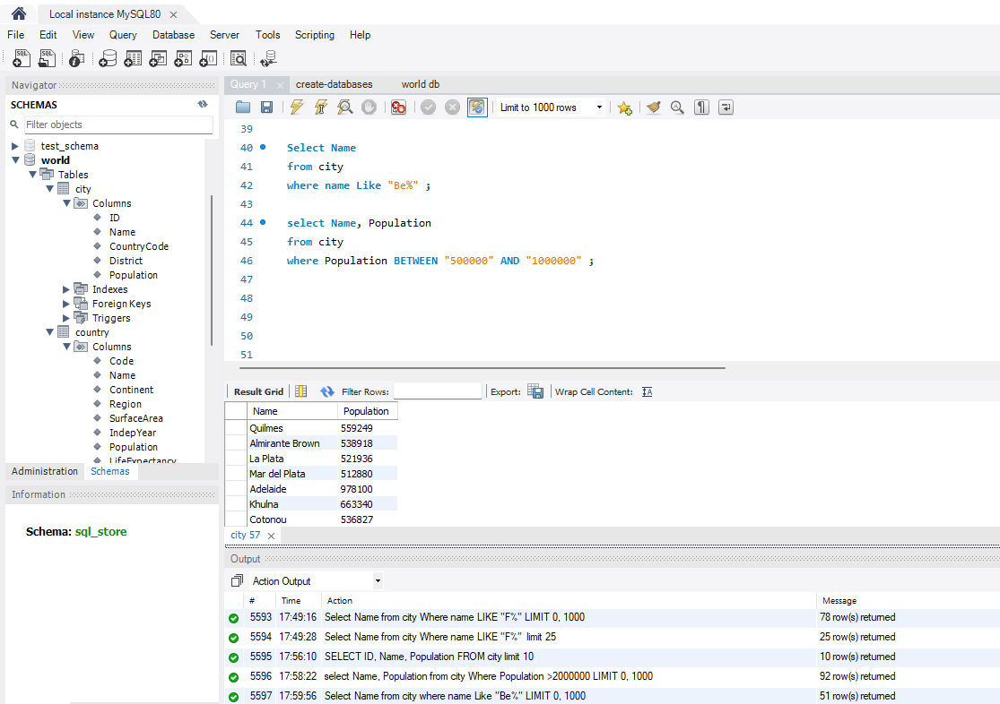 Local instance MySQL80
File Edit View Query Database Server Tools Scripting Help
Navigator
SCHEMAS
Filter objects
test_schema
world
Tables
city
Columns
ID
Name
CountryCode
District
Population
Indexes
Foreign Keys
Triggers
country
Columns
Code
Name
Continent
Region
SurfaceArea
IndepYear
Population
LifeExpectancy
Administration Schemas
Information
Schema: sql_store
Query 1 create-databases world db
Limit to 1000 rows
39
40 Select Name
41 from city
42 where name Like "Be%" ;
43
44 select Name, Population
45 from city
46 where Population BETWEEN "500000" AND "1000000" ;
47
48
49
50
51
Result Grid Filter Rows: Export: Wrap Cell Content:
Name Population
Quilmes 559249
Almirante Brown 538918
La Plata 521936
Mar del Plata 512880
Adelaide 978100
Khulna 663340
Cotonou 536827
city 57
Output
Action Output
# Time Action Message
5593 17:49:16 Select Name from city Where name LIKE "F%" LIMIT 0, 1000 78 row(s) returned
5594 17:49:28 Select Name from city Where name LIKE "F%"  limit 25 25 row(s) returned
5595 17:56:10 SELECT ID, Name, Population FROM city limit 10 10 row(s) returned
5596 17:58:22 select Name, Population from city Where Population >2000000 LIMIT 0, 1000 92 row(s) returned
5597 17:59:56 Select Name from city where name Like "Be%" LIMIT 0, 1000 51 row(s) returned